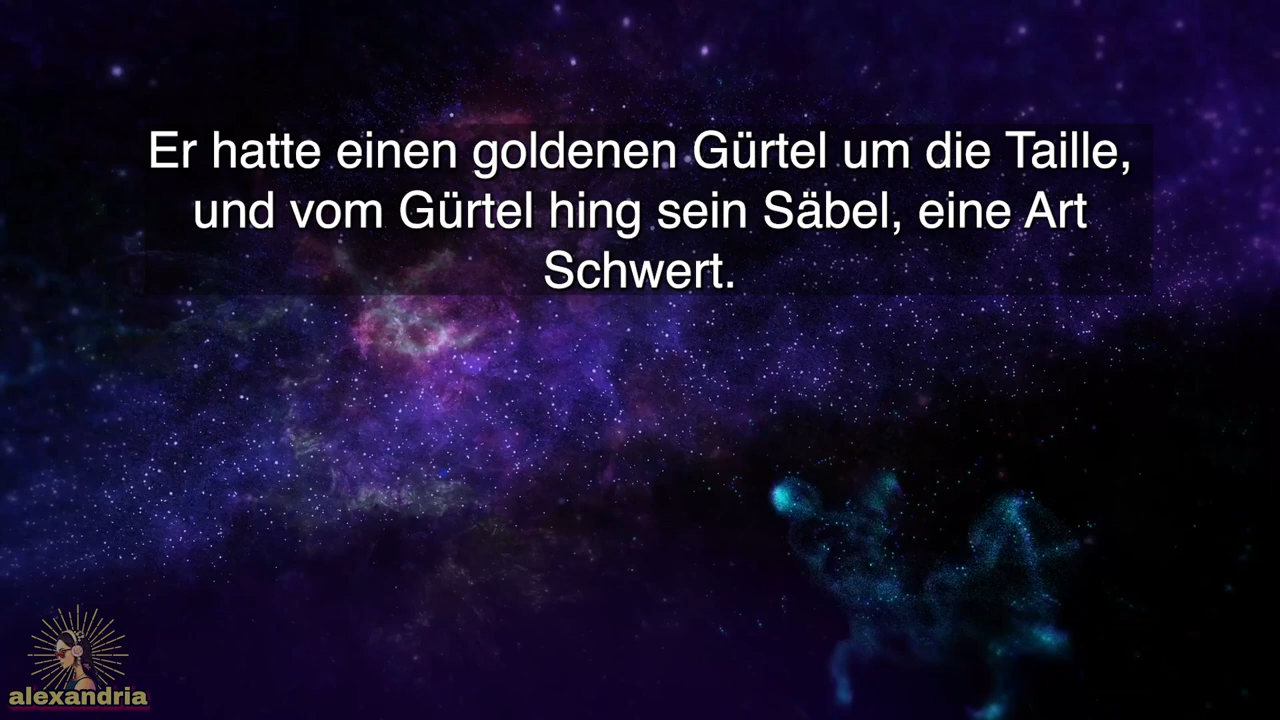 Er hatte einen goldenen Gürtel um die Taille,
und vom Gürtel hing sein Säbel, eine Art
Schwert.
alexandria